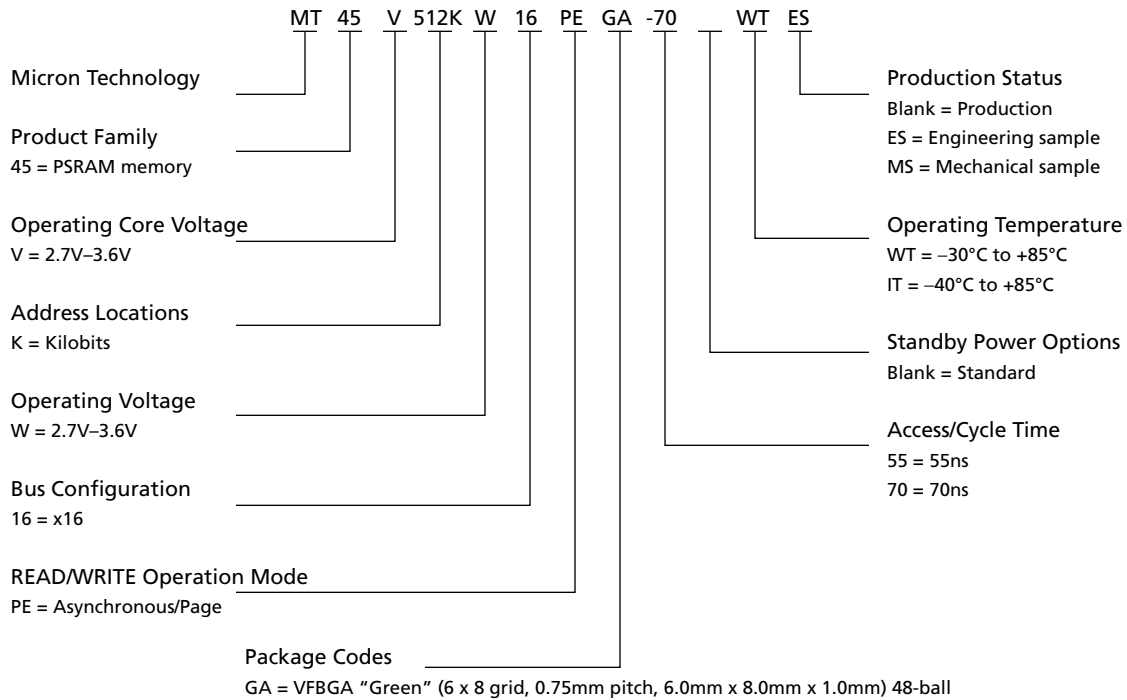 MT 45 V 512K W 16 PE GA -70 WT ES
Micron Technology
Product Family
45 = PSRAM memory
Operating Core Voltage
V = 2.7V–3.6V
Address Locations
K = Kilobits
Operating Voltage
W = 2.7V–3.6V
Bus Configuration
16 = x16
READ/WRITE Operation Mode
PE = Asynchronous/Page
Package Codes
GA = VFBGA “Green” (6 x 8 grid, 0.75mm pitch, 6.0mm x 8.0mm x 1.0mm) 48-ball
Production Status
Blank = Production
ES = Engineering sample
MS = Mechanical sample
Operating Temperature
WT = –30°C to +85°C
IT = –40°C to +85°C
Standby Power Options
Blank = Standard
Access/Cycle Time
55 = 55ns
70 = 70ns